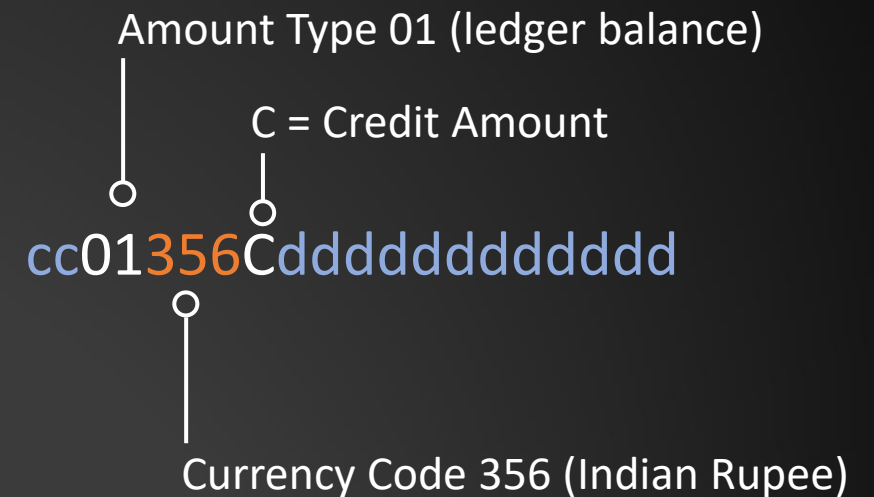 Amount Type 01 (ledger balance)
C = Credit Amount
cc01356Cdddddddddddd
Currency Code 356 (Indian Rupee)